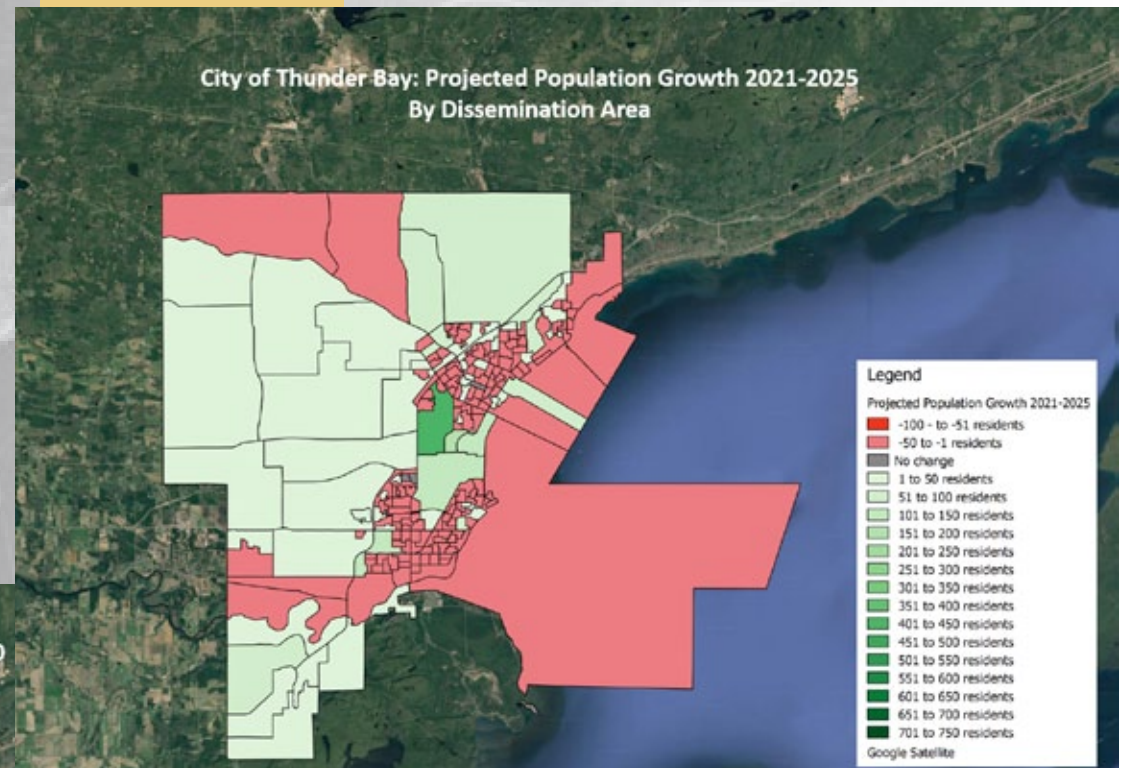 City of Thunder Bay: Projected Population Growth 2021-2025
By Dissemination Area
Legend
Projected Population Growth 2021-2025
-100 - to -51 residents
-50 to -1 residents
No change
1 to 50 residents
51 to 100 residents
101 to 150 residents
151 to 200 residents
201 to 250 residents
251 to 300 residents
301 to 350 residents
351 to 400 residents
401 to 450 residents
451 to 500 residents
501 to 550 residents
551 to 600 residents
601 to 650 residents
651 to 700 residents
701 to 750 residents
Google Satellite